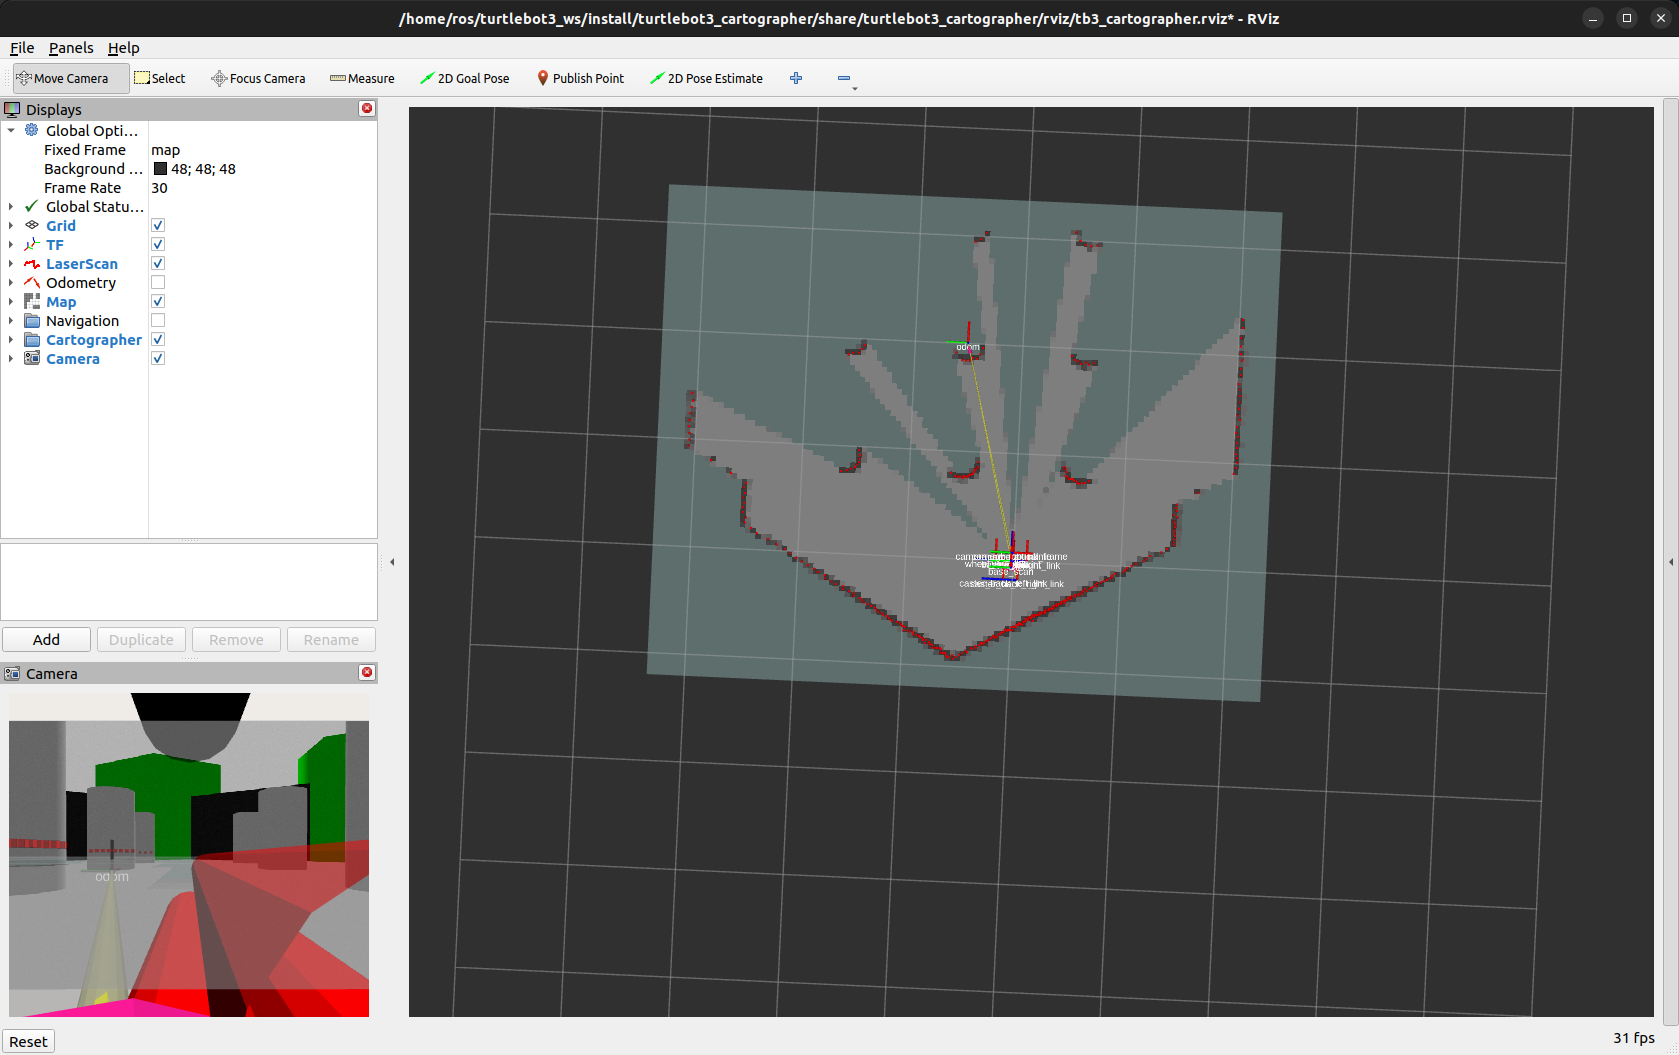 /home/ros/turtlebot3_ws/install/turtlebot3_cartographer/share/turtlebot3_cartographer/rviz/tb3_cartographer.rviz* - RViz
File Panels Help
Move Camera Select Focus Camera Measure 2D Goal Pose Publish Point 2D Pose Estimate
Displays
Global Opti...
Fixed Frame map
Background ... 48; 48; 48
Frame Rate 30
Global Statu...
Grid
TF
LaserScan
Odometry
Map
Navigation
Cartographer
Camera
Add Duplicate Remove Rename
Camera
odom
odom
base_scan
Reset
31 fps